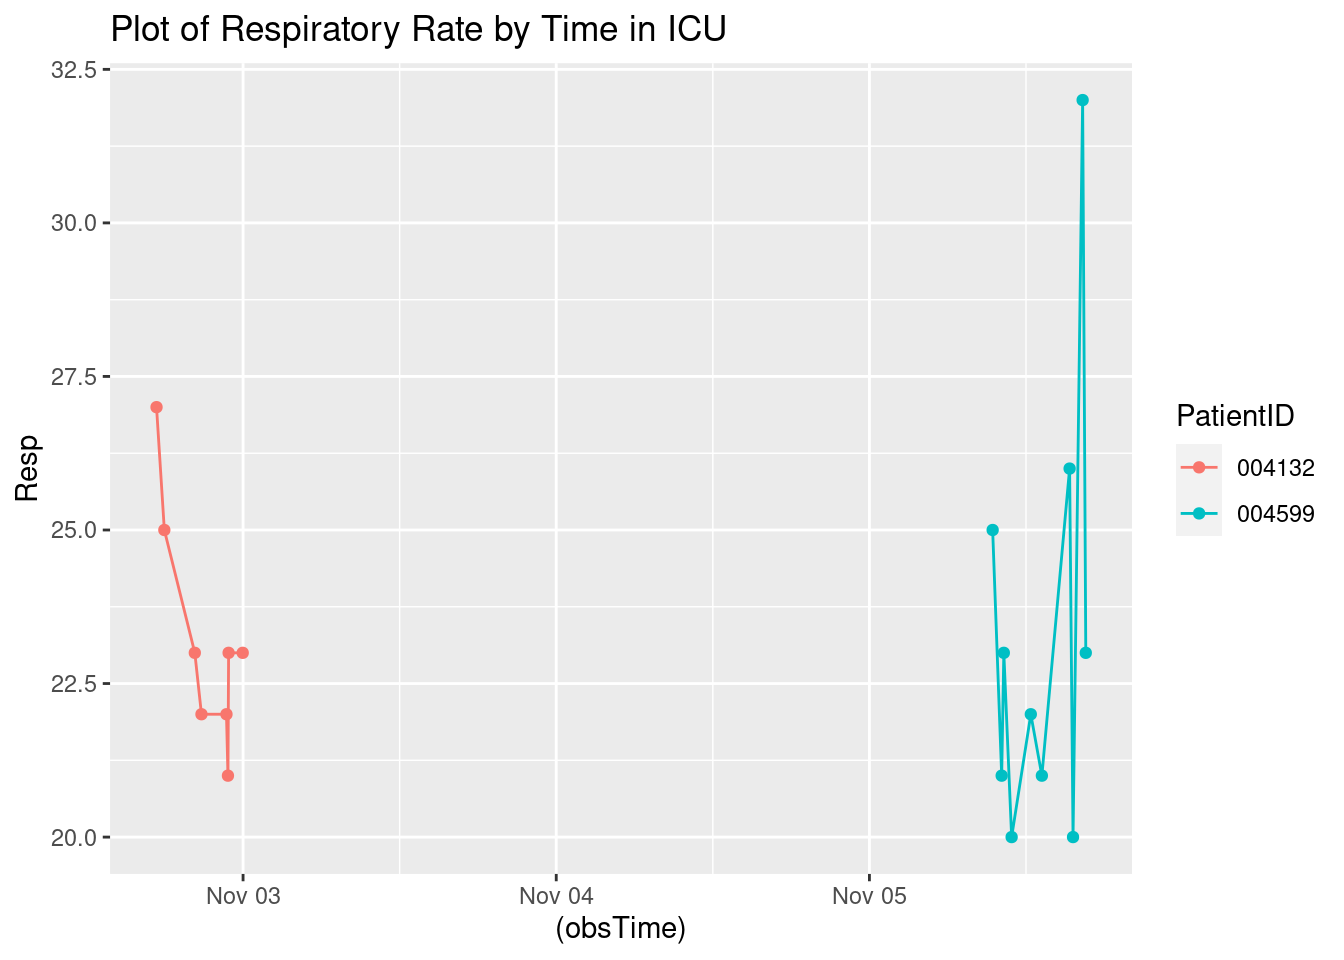 Plot of Respiratory Rate by Time in ICU
32.5
30.0
27.5
25.0
22.5
20.0
Resp
Nov 03 Nov 04 Nov 05
(obsTime)
PatientID
004132
004599